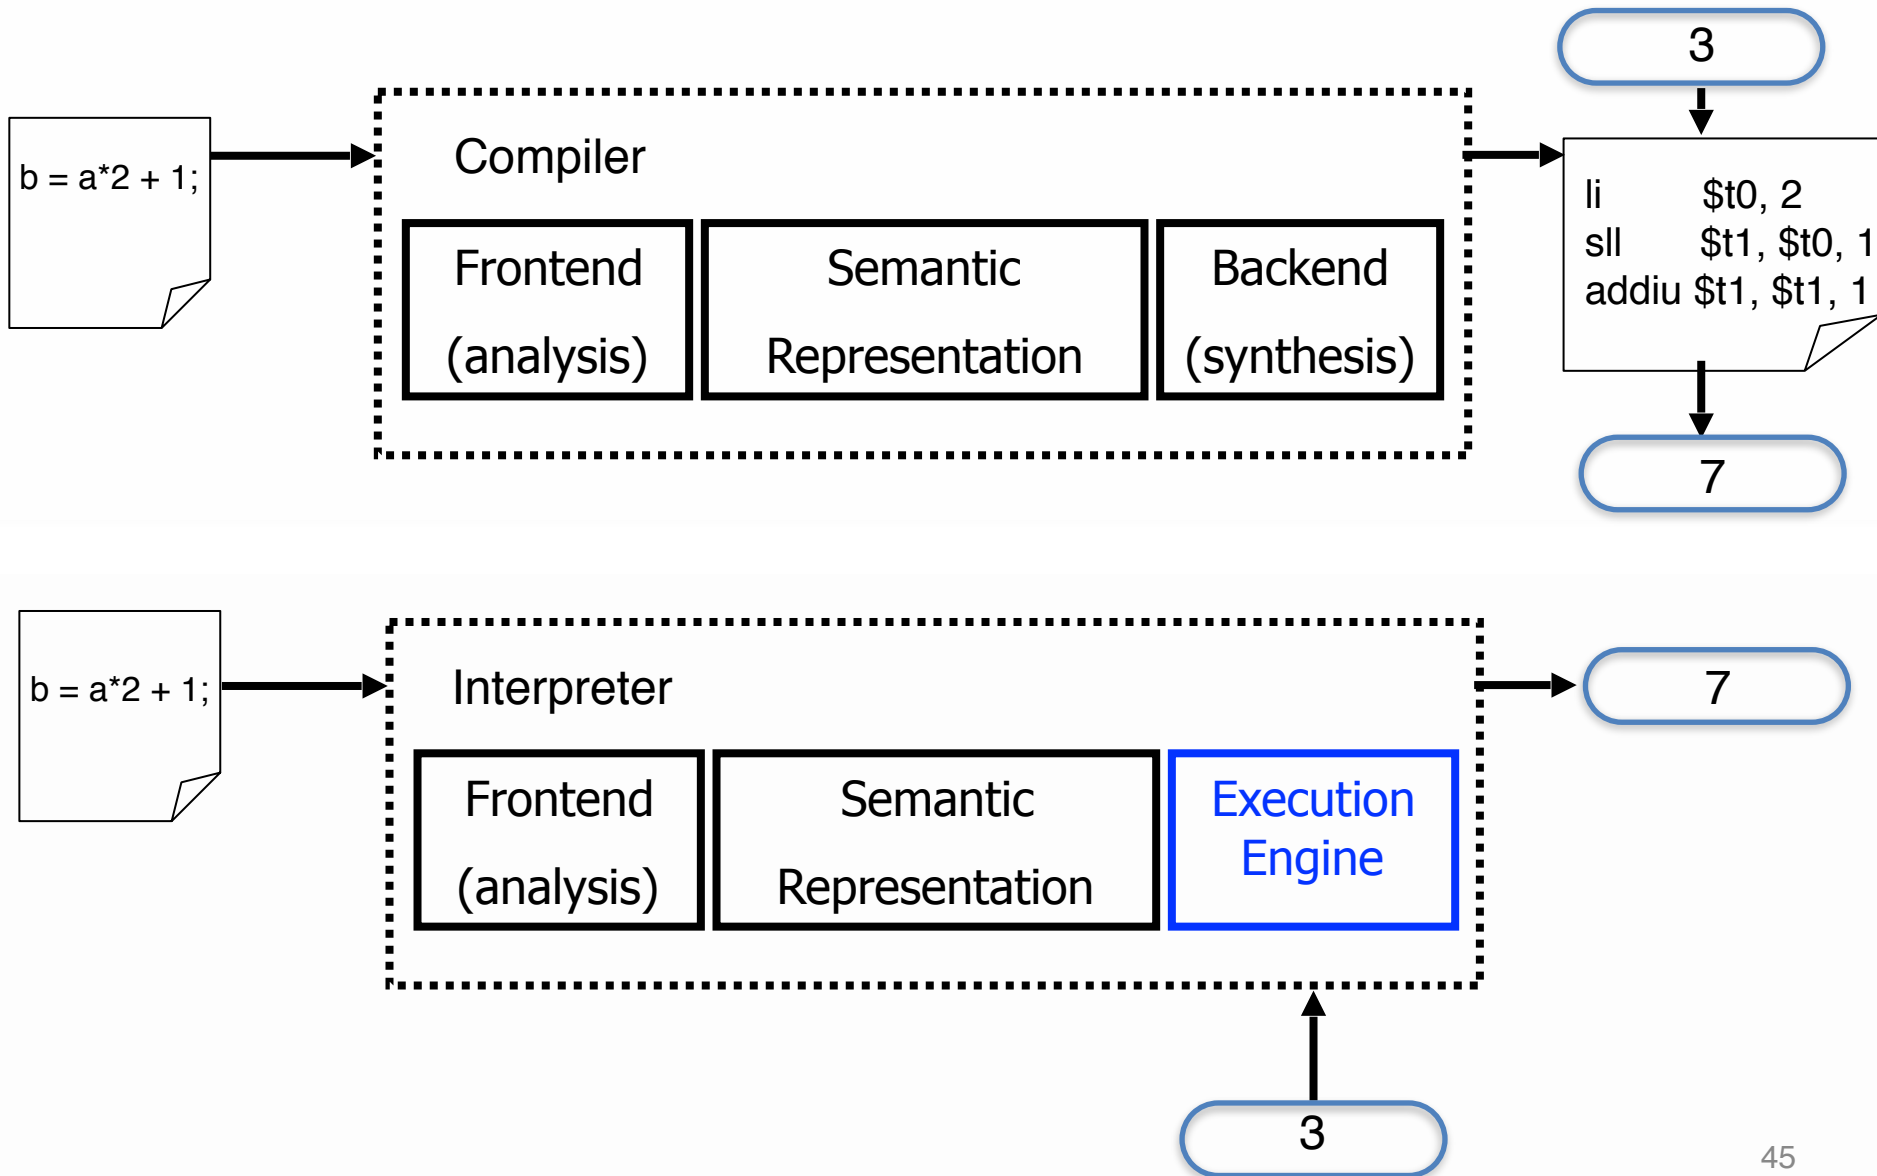 3
b = a*2 + 1;
Compiler
Frontend
(analysis)
Semantic
Representation
Backend
(synthesis)
li $t0, 2
sll $t1, $t0, 1
addiu $t1, $t1, 1
7
b = a*2 + 1;
Interpreter
Frontend
(analysis)
Semantic
Representation
Execution
Engine
7
3
45